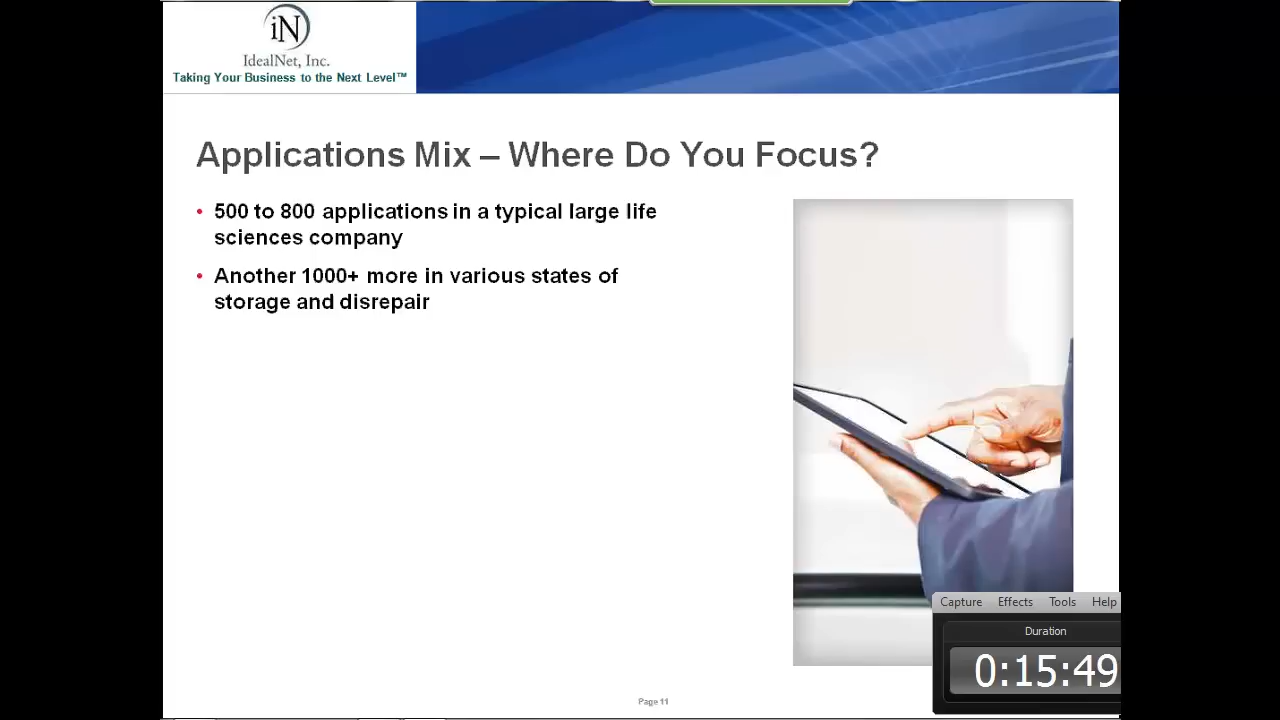 iN
IdealNet, Inc.
Taking Your Business to the Next Level™
Applications Mix – Where Do You Focus?
• 500 to 800 applications in a typical large life
sciences company
• Another 1000+ more in various states of
storage and disrepair
Capture Effects Tools Help
Duration
0:15:49
Page 11